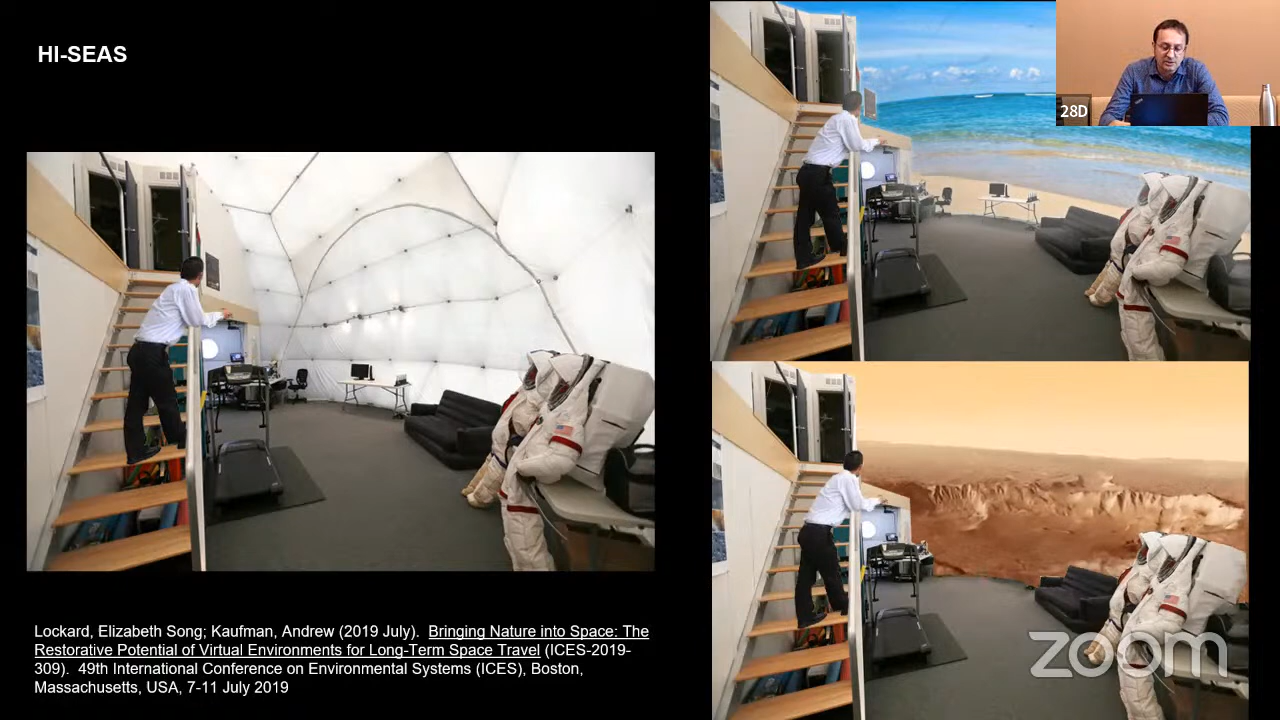 HI-SEAS
28D
Lockard, Elizabeth Song; Kaufman, Andrew (2019 July).  Bringing Nature into Space: The
Restorative Potential of Virtual Environments for Long-Term Space Travel (ICES-2019-
309).  49th International Conference on Environmental Systems (ICES), Boston,
Massachusetts, USA, 7-11 July 2019
zoom